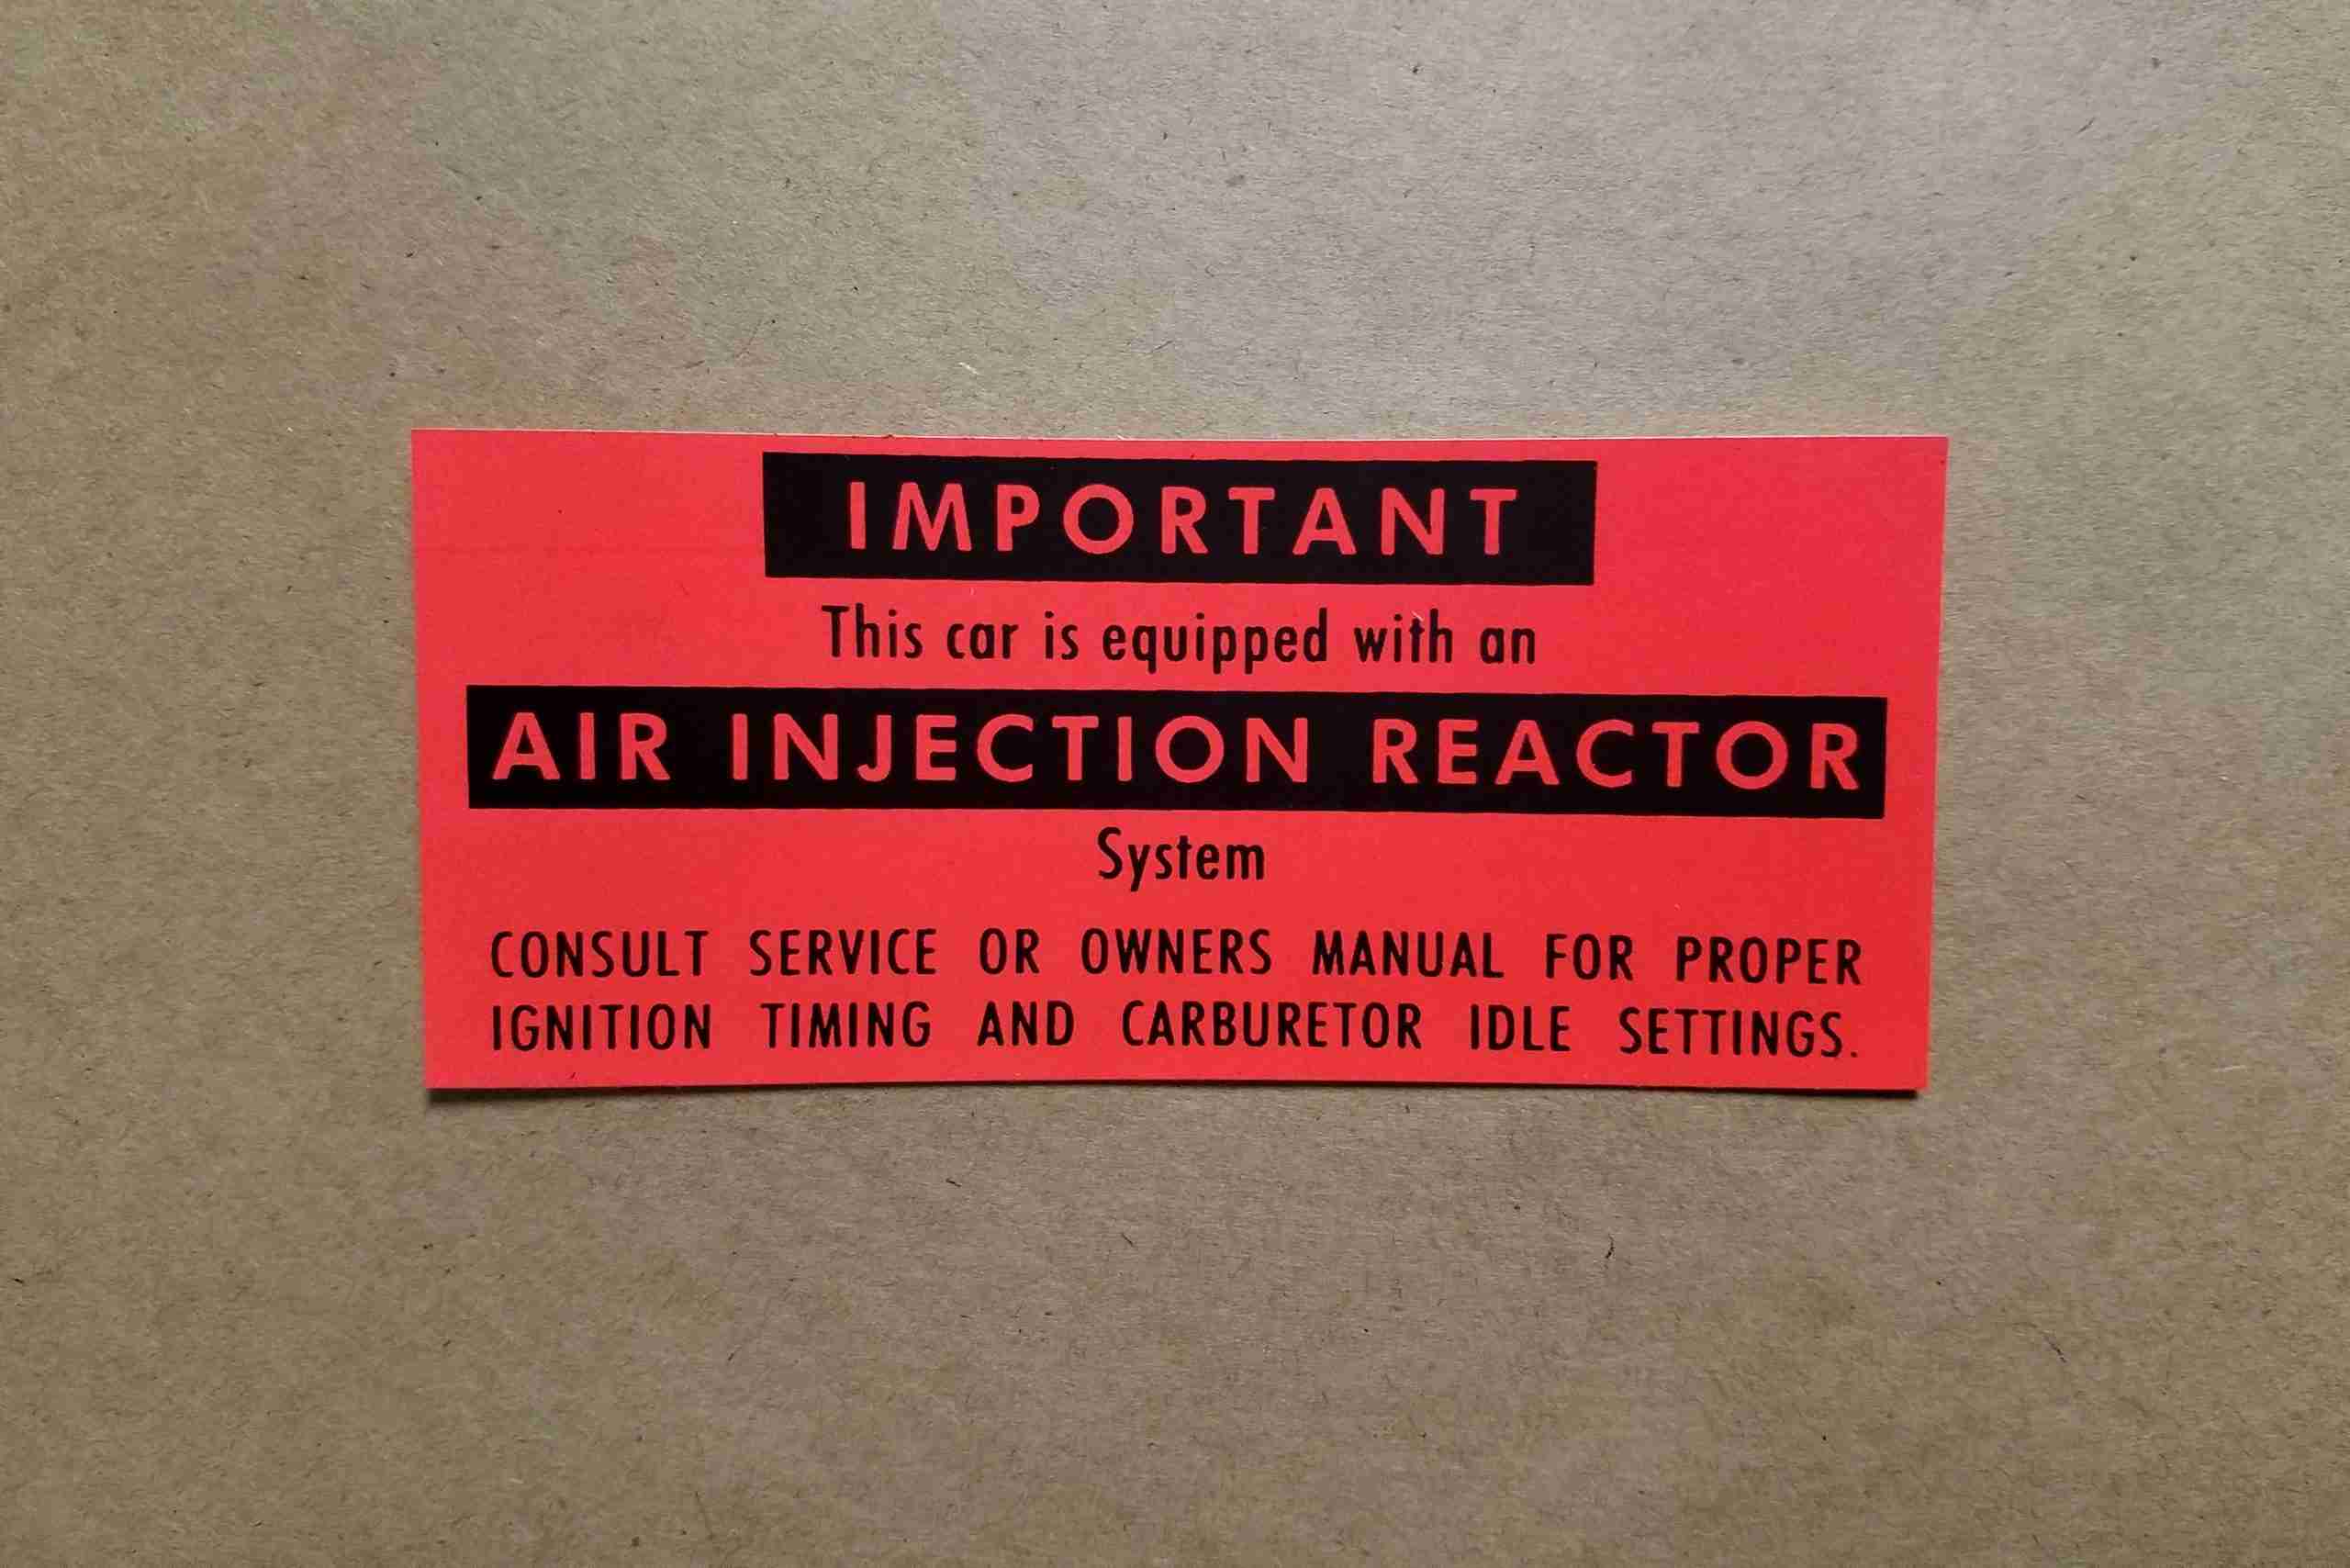 IMPORTANT
This car is equipped with an
AIR INJECTION REACTOR
System
CONSULT SERVICE OR OWNERS MANUAL FOR PROPER
IGNITION TIMING AND CARBURETOR IDLE SETTINGS.